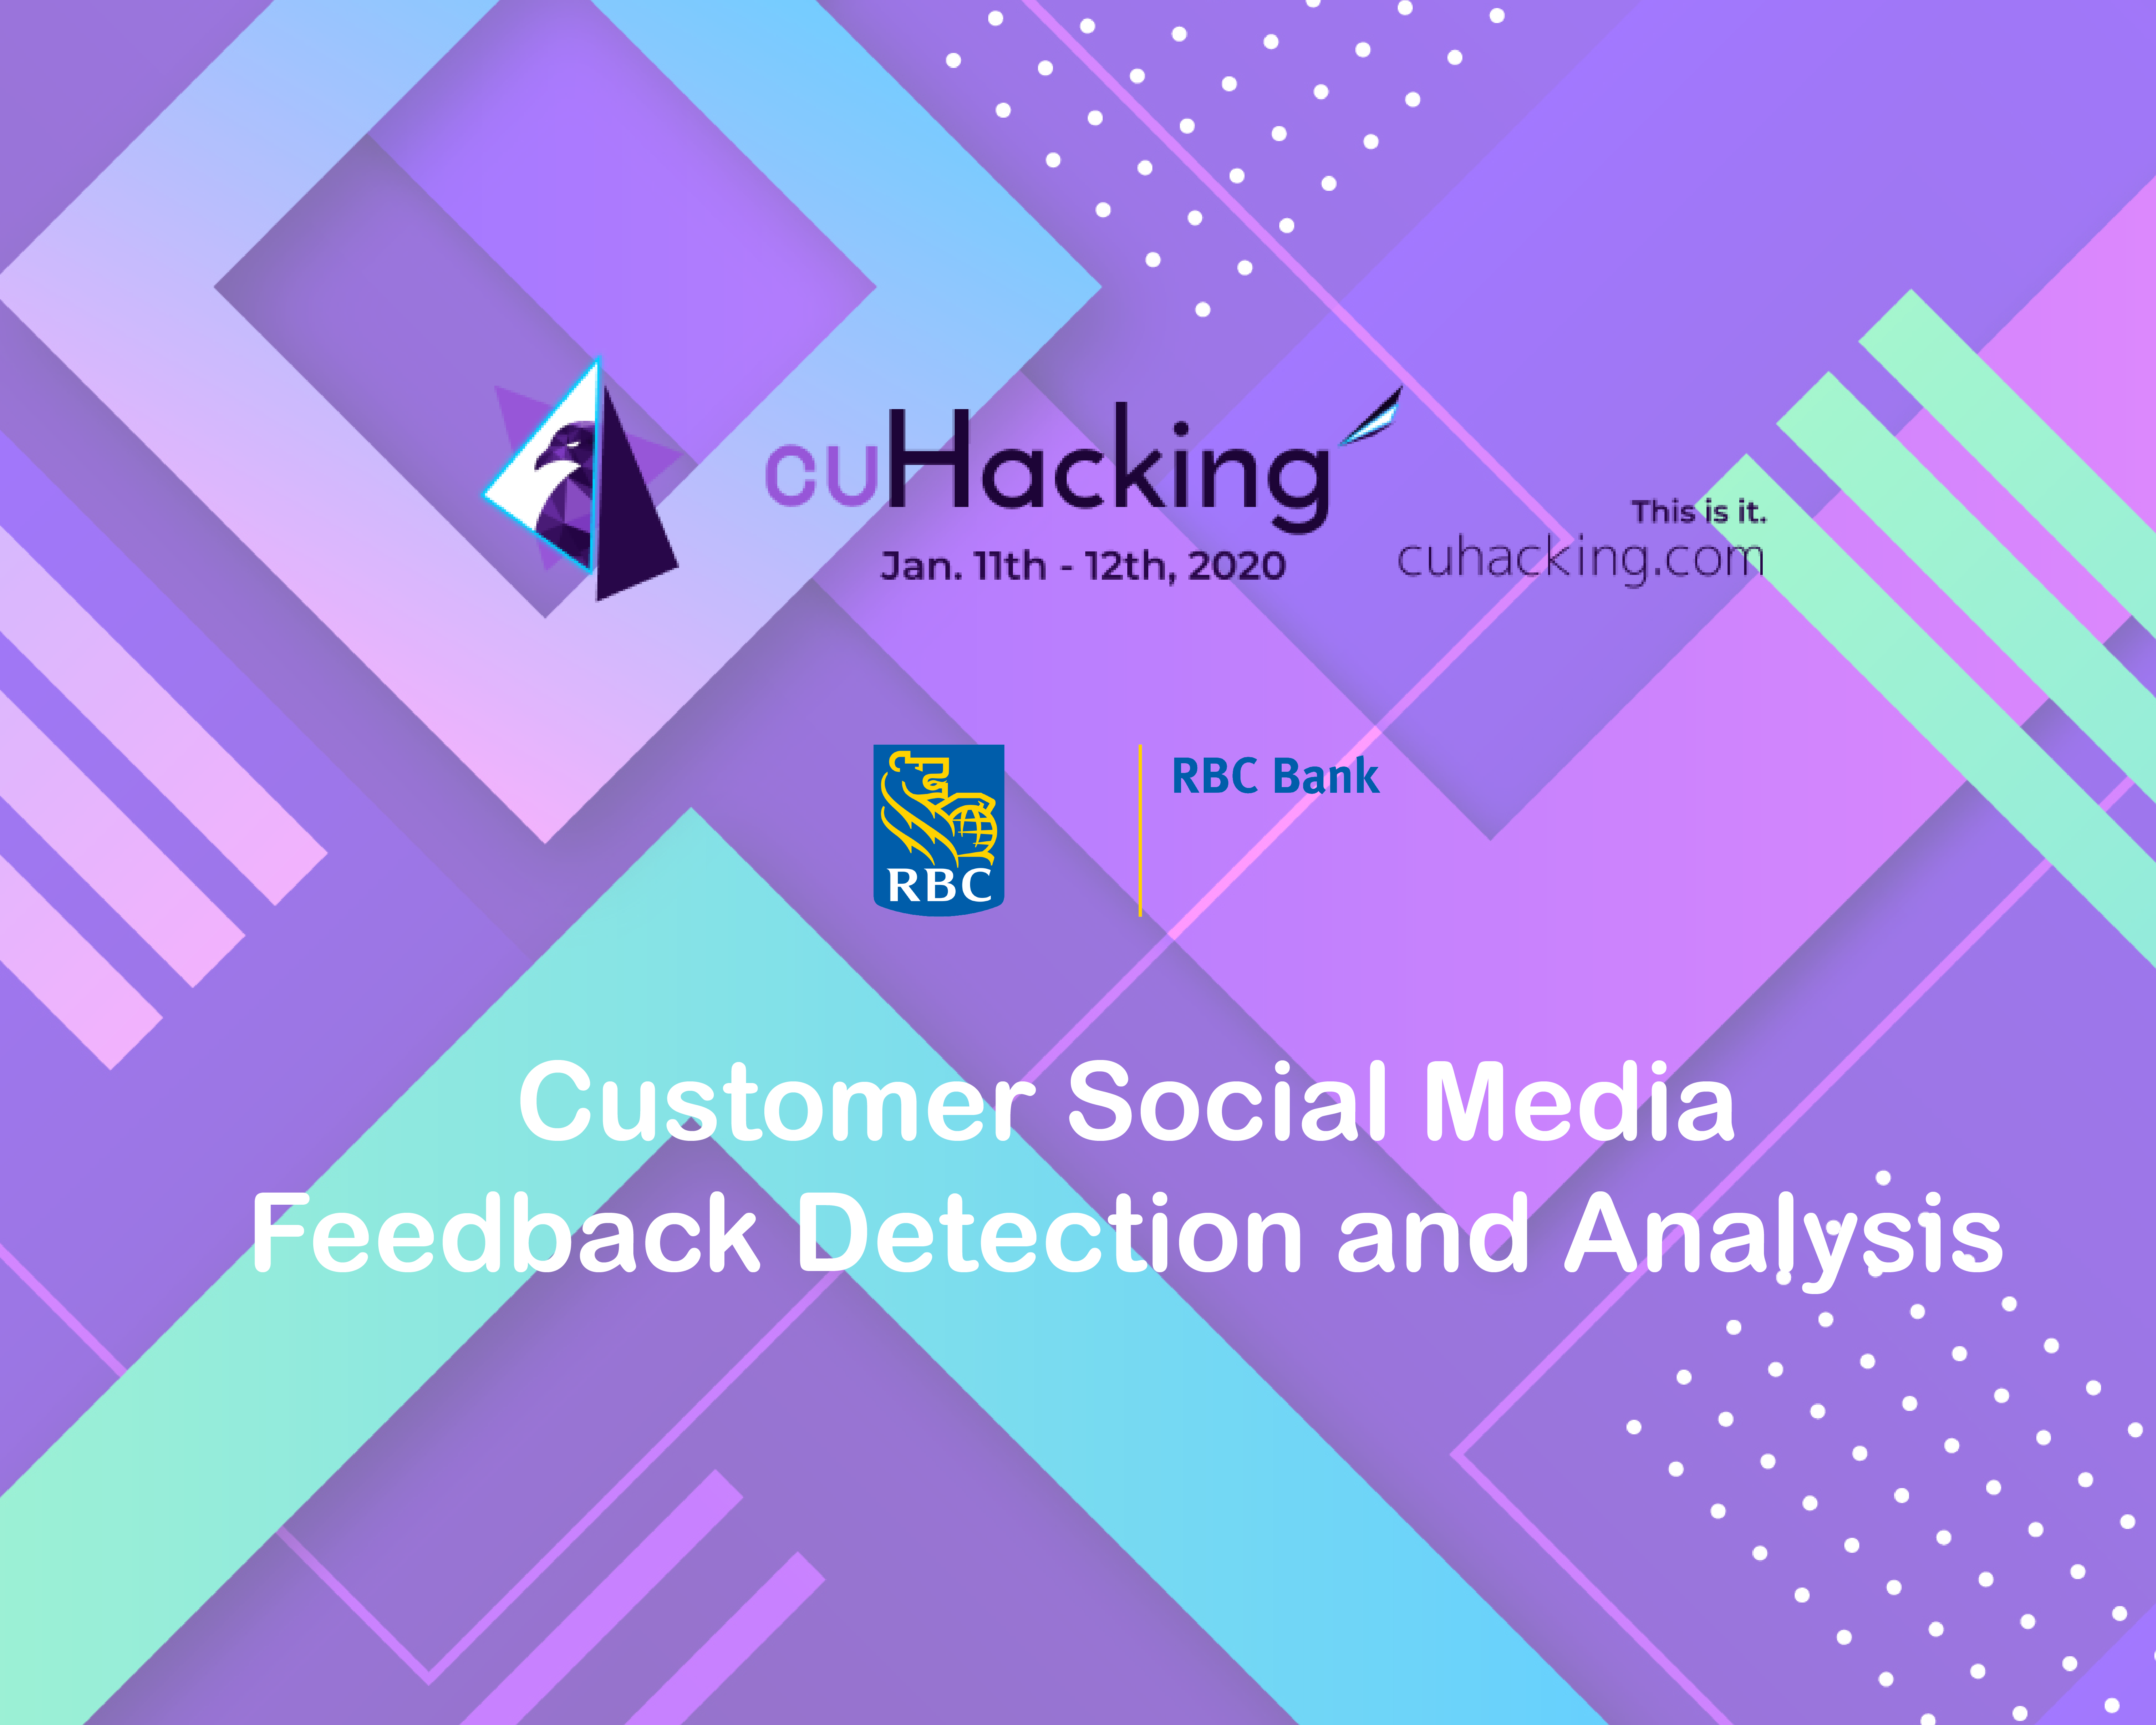 cuHacking
Jan. 11th - 12th, 2020
This is it.
cuhacking.com
RBC
RBC Bank
Customer Social Media
Feedback Detection and Analysis